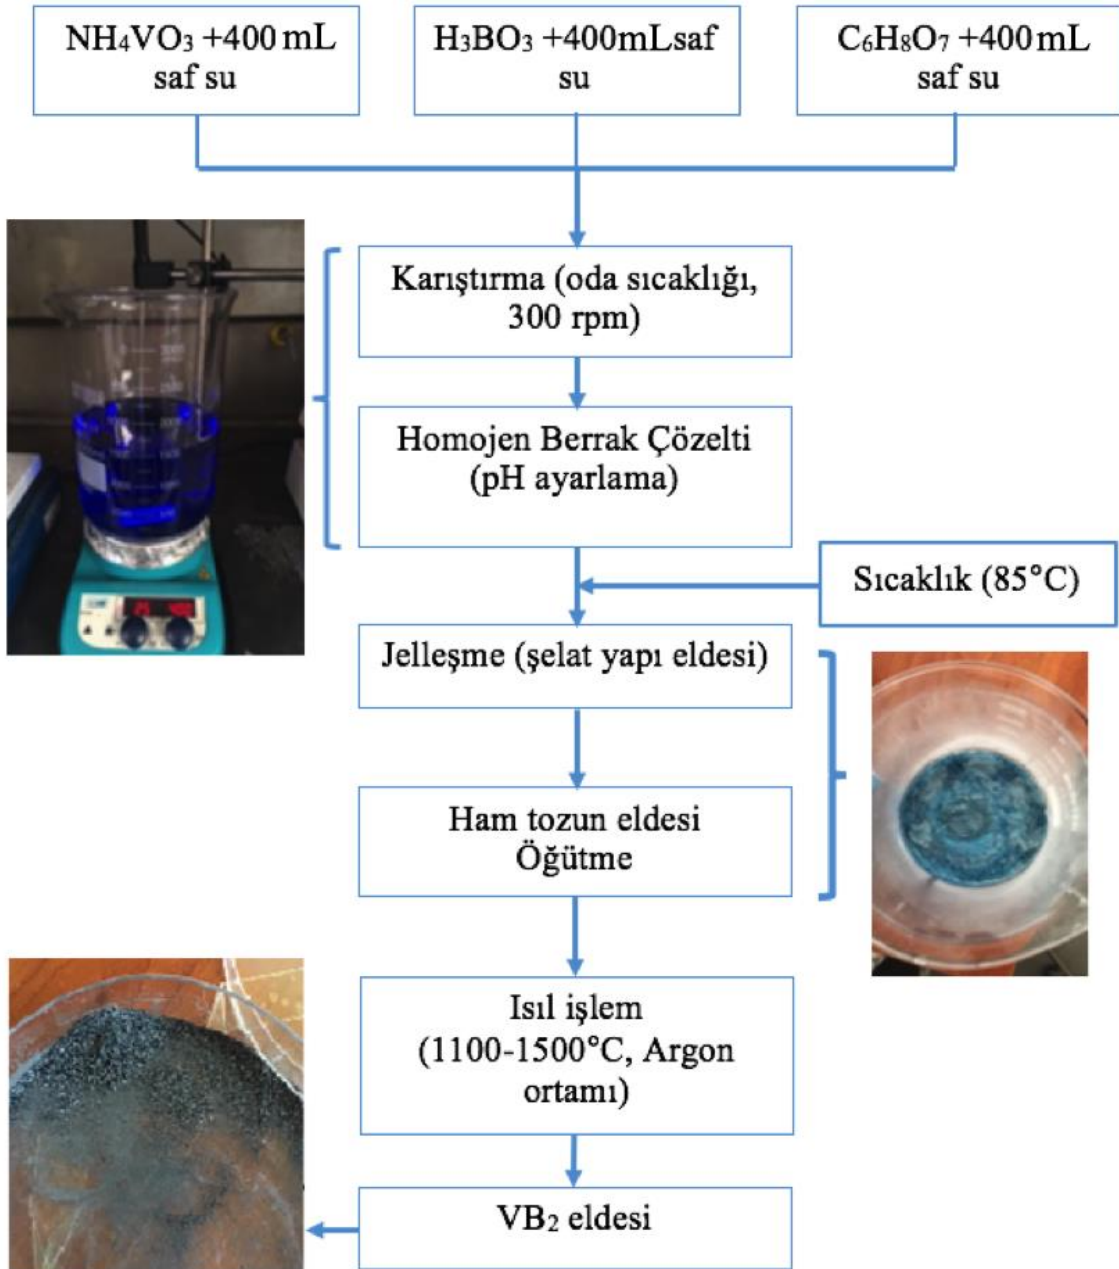 NH₄VO₃ +400 mL
saf su
H₃BO₃ +400mLsaf
su
C₆H₈O₇ +400 mL
saf su
Karıştırma (oda sıcaklığı,
300 rpm)
Homojen Berrak Çözelti
(pH ayarlama)
Sıcaklık (85°C)
Jelleşme (şelat yapı eldesi)
Ham tozun eldesi
Öğütme
Isıl işlem
(1100-1500°C, Argon
ortamı)
VB₂ eldesi